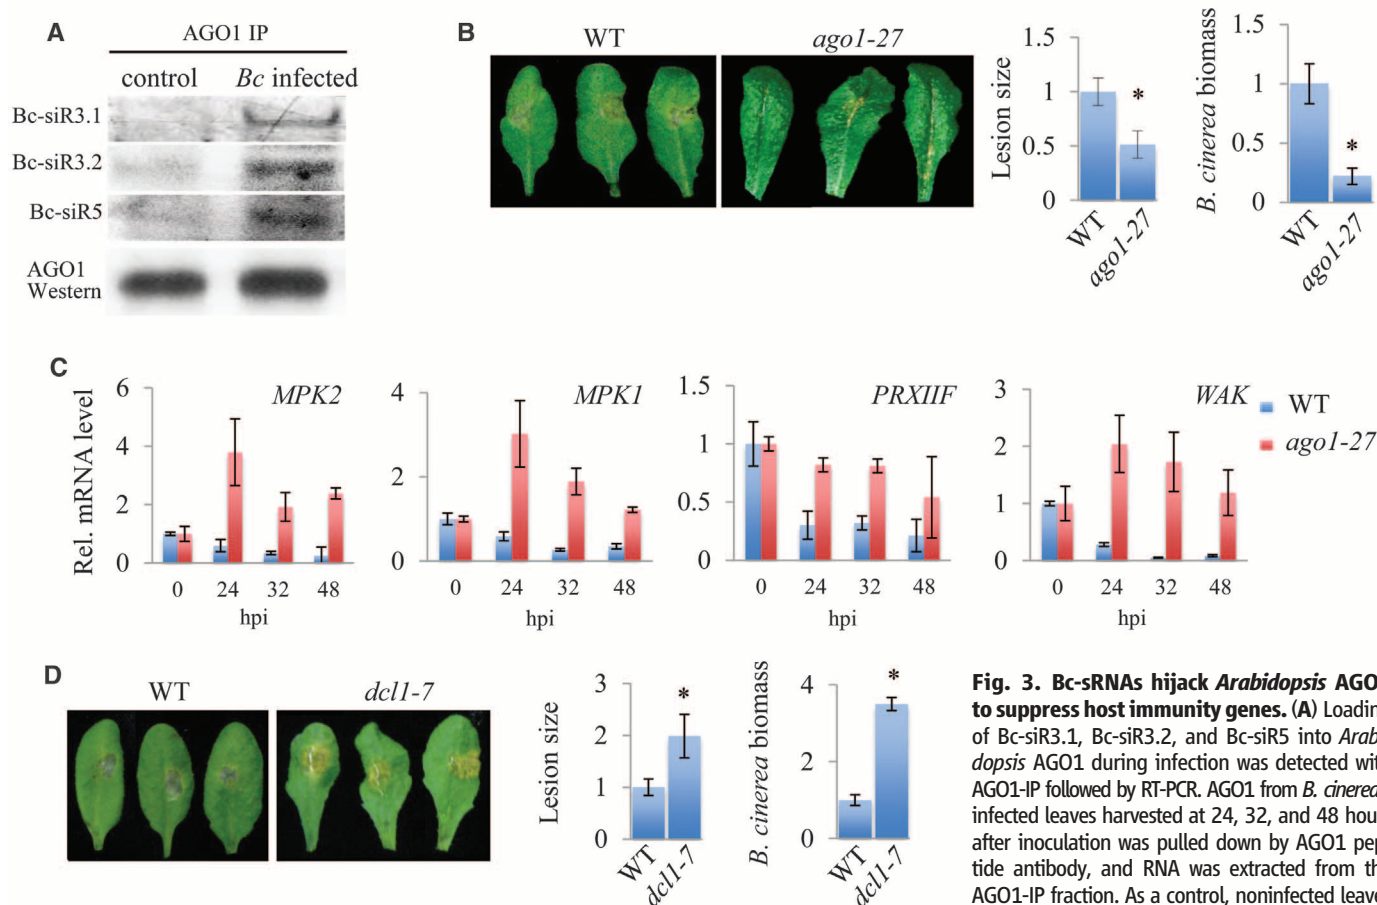 A
AGO1 IP
control Bc infected
Bc-siR3.1
Bc-siR3.2
Bc-siR5
AGO1
Western
B
WT ago1-27
Lesion size
1.5
1
0.5
0
*
WT
ago1-27
B. cinerea biomass
1.5
1
0.5
0
*
WT
ago1-27
C
Rel. mRNA level
6
4
2
0
MPK2
0 24 32 48
hpi
4
2
0
MPK1
0 24 32 48
hpi
1.5
1
0.5
0
PRXIIF
0 24 32 48
hpi
3
2
1
0
WAK
0 24 32 48
hpi
WT
ago1-27
D
WT dcl1-7
Lesion size
3
2
1
0
*
WT
dcl1-7
B. cinerea biomass
4
2
0
*
WT
dcl1-7
Fig. 3. Bc-sRNAs hijack Arabidopsis AGO
to suppress host immunity genes. (A) Loadin
of Bc-siR3.1, Bc-siR3.2, and Bc-siR5 into Arab
dopsis AGO1 during infection was detected wit
AGO1-IP followed by RT-PCR. AGO1 from B. cinerea
infected leaves harvested at 24, 32, and 48 hour
after inoculation was pulled down by AGO1 pep
tide antibody, and RNA was extracted from th
AGO1-IP fraction. As a control, noninfected leave